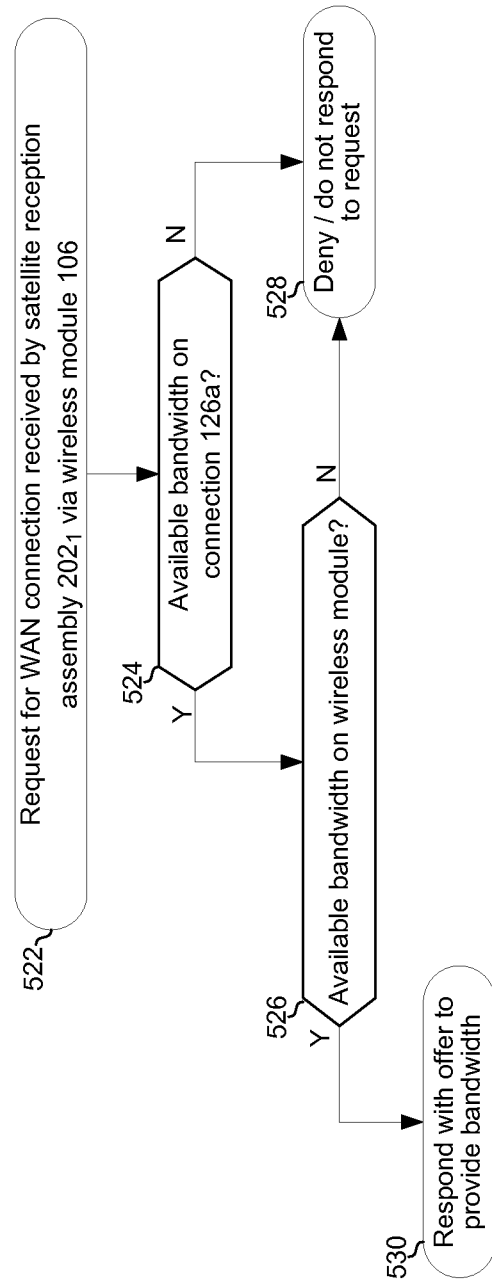 522
Request for WAN connection received by satellite reception
assembly 202₁ via wireless module 106
524
Available bandwidth on
connection 126a?
Y
N
526
Available bandwidth on wireless module?
Y
N
528
Deny / do not respond
to request
530
Respond with offer to
provide bandwidth